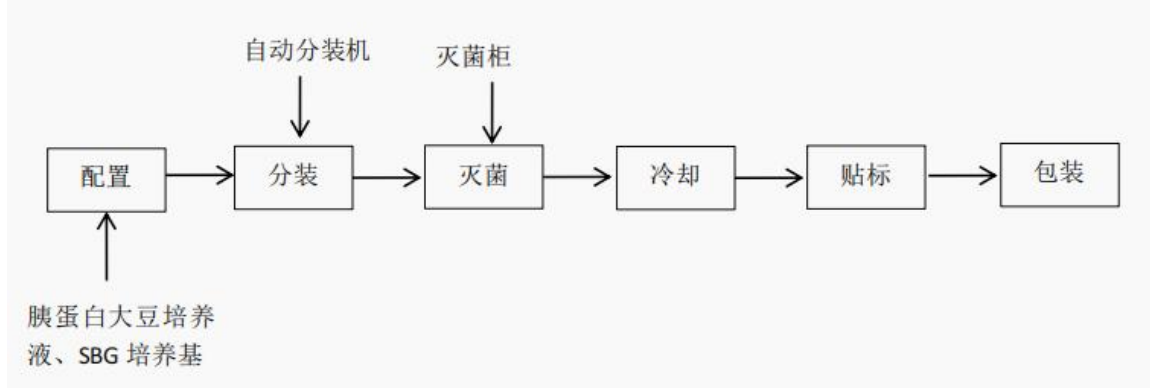 自动分装机
灭菌柜
配置
分装
灭菌
冷却
贴标
包装
胰蛋白大豆培养
液、SBG 培养基